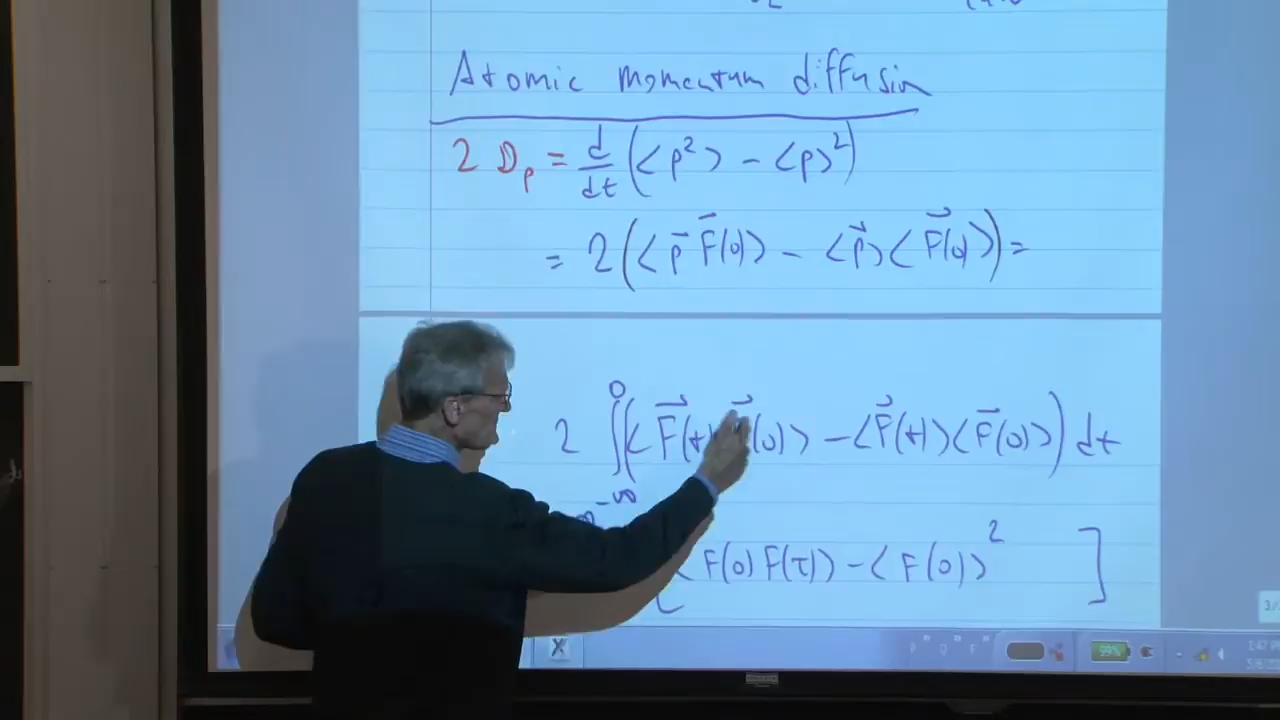 Atomic momentum diffusion
2 D_p = d/dt (<p²> - <p>²)
= 2 (<p⃗ F⃗(0)> - <p⃗><F⃗(0)>) =
2 ∫_{-∞}^{0} (<F⃗(t) F⃗(0)> - <F⃗(t)><F⃗(0)>) dt
F(0) F(τ)> - <F(0)>² ]
99%